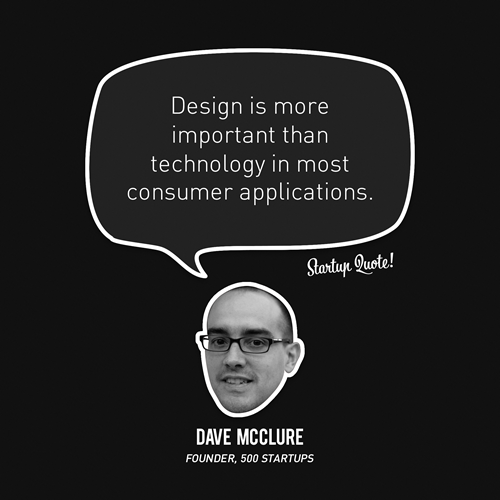 Design is more
important than
technology in most
consumer applications.
Startup Quote!
DAVE MCCLURE
FOUNDER, 500 STARTUPS